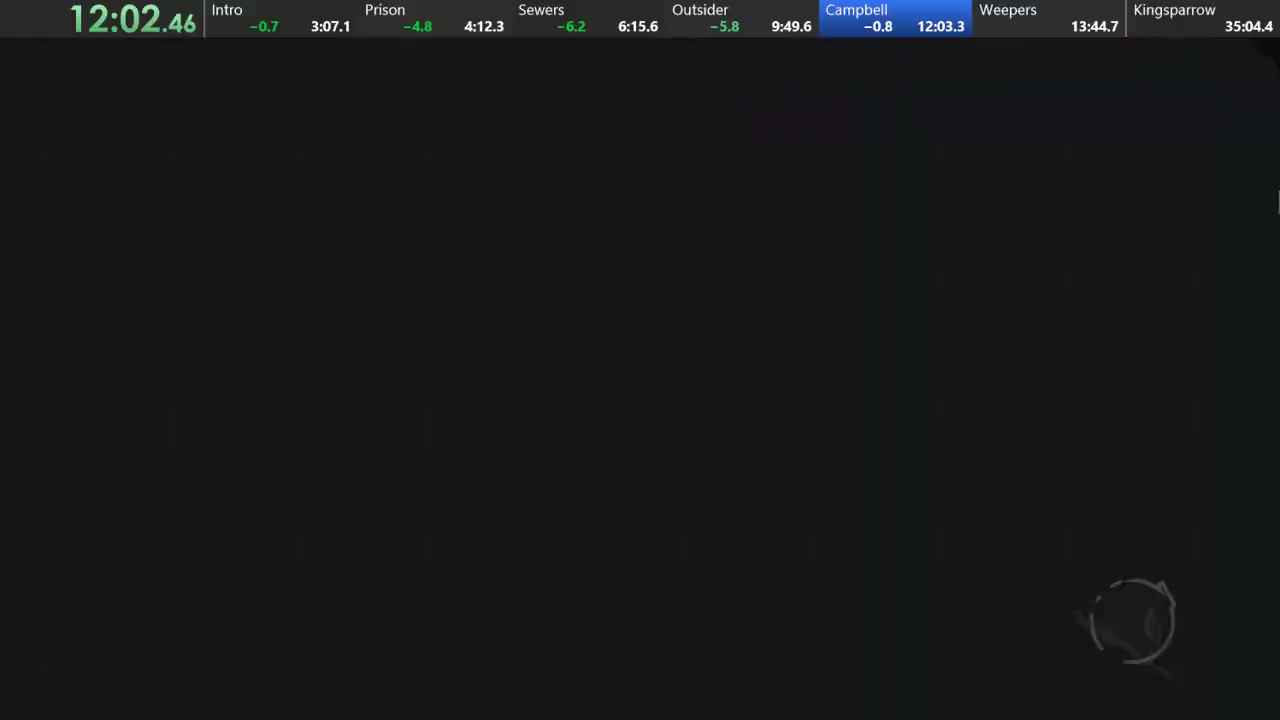 12:02.46
Intro
−0.7 3:07.1
Prison
−4.8 4:12.3
Sewers
−6.2 6:15.6
Outsider
−5.8 9:49.6
Campbell
−0.8 12:03.3
Weepers
13:44.7
Kingsparrow
35:04.4